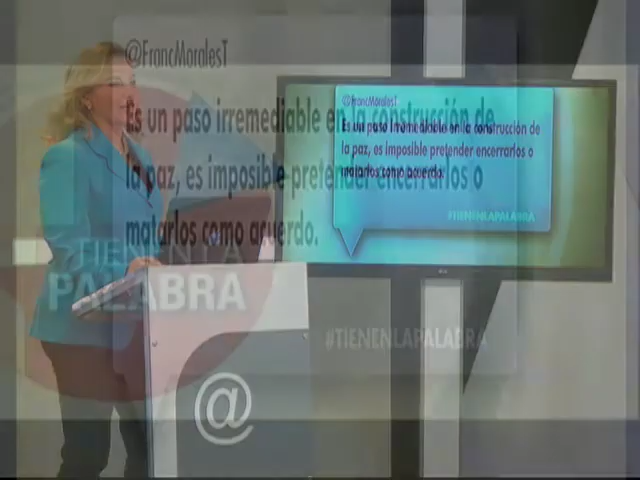 @FrancMoralesT
Es un paso irremediable en la construcción de
la paz, es imposible pretender encerrarlos o
matarlos como acuerdo.
@FrancMoralesT
Es un paso irremediable en la construcción de
la paz, es imposible pretender encerrarlos o
matarlos como acuerdo.
#TIENENLAPALABRA
TIENEN LA
PALABRA
#TIENENLAPALABRA
@